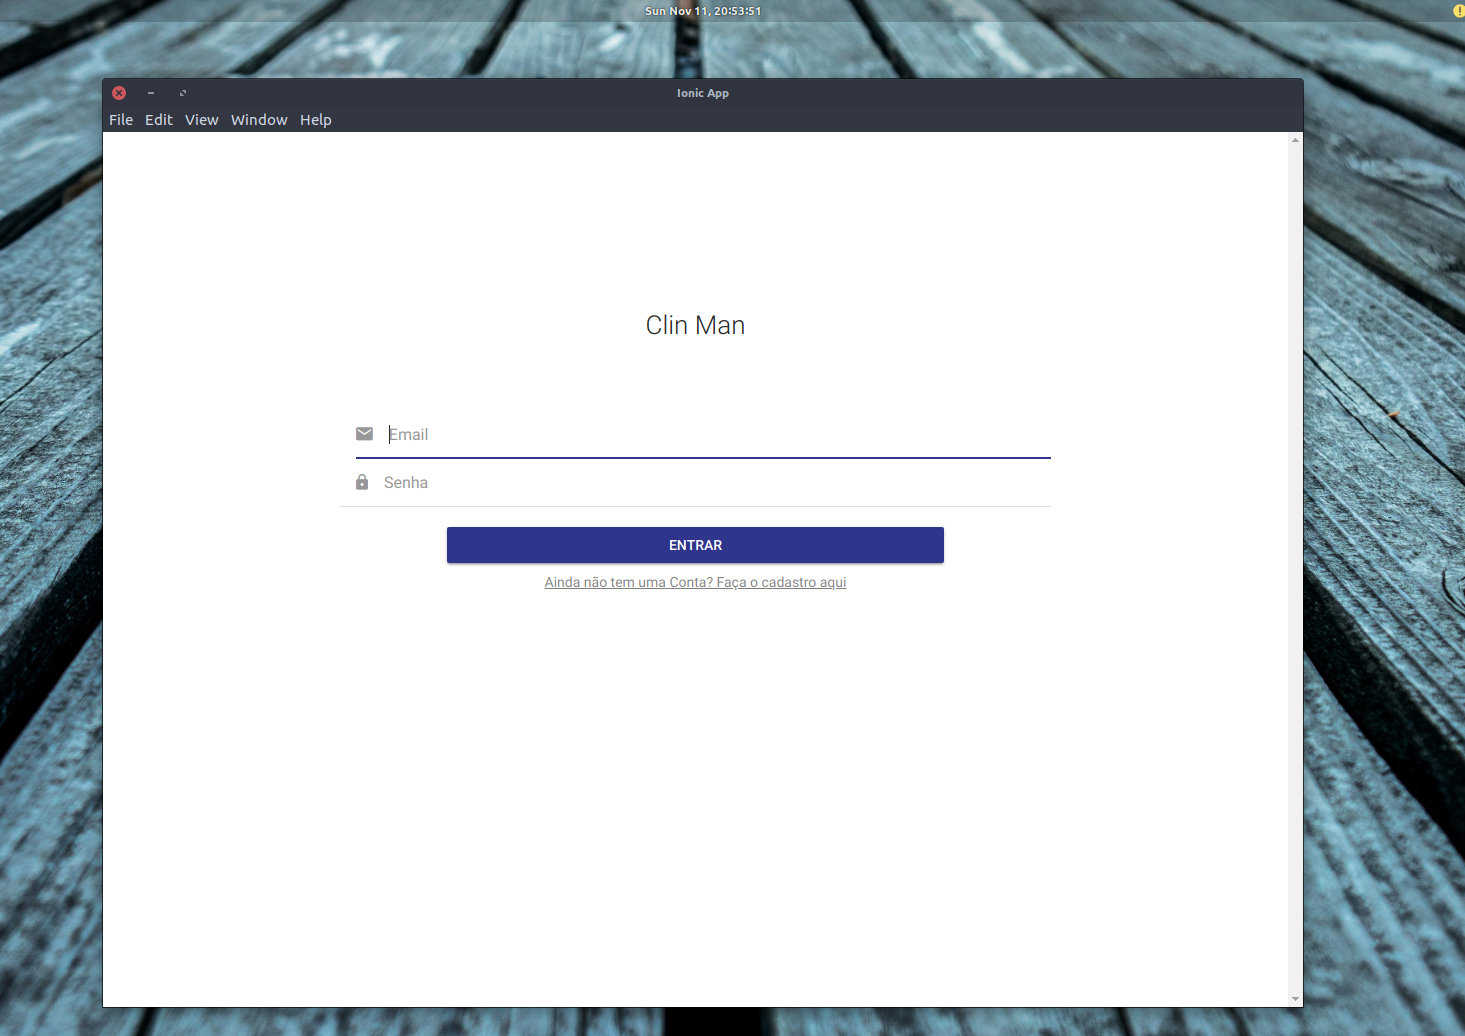 Sun Nov 11, 20:53:51
Ionic App
File Edit View Window Help
Clin Man
Email
Senha
ENTRAR
Ainda não tem uma Conta? Faça o cadastro aqui